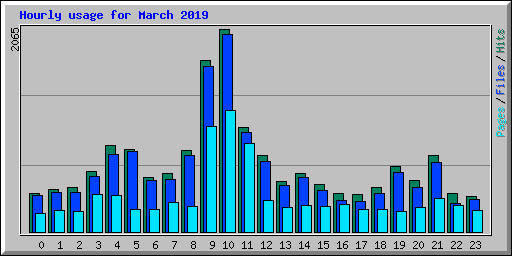 Hourly usage for March 2019
2065
Pages/Files/Hits
0 1 2 3 4 5 6 7 8 9 10 11 12 13 14 15 16 17 18 19 20 21 22 23